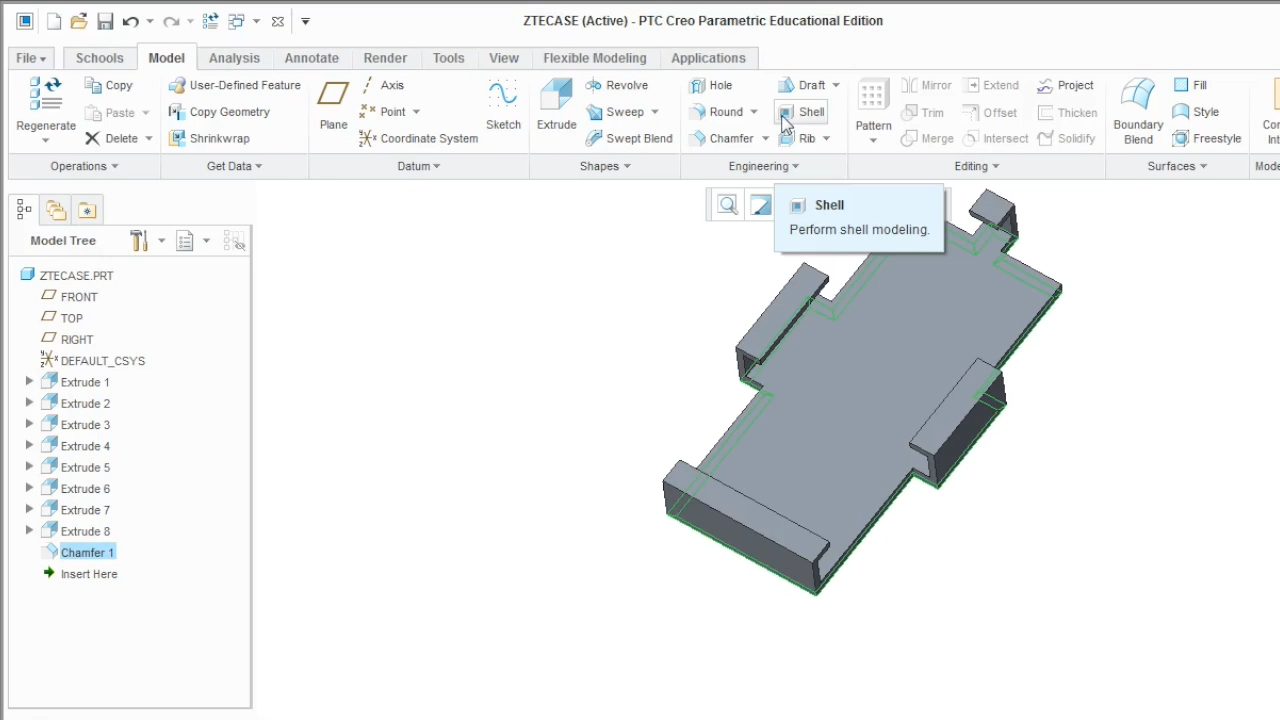 ZTECASE (Active) - PTC Creo Parametric Educational Edition
File Schools Model Analysis Annotate Render Tools View Flexible Modeling Applications
Regenerate
Copy
Paste
Delete
Operations
User-Defined Feature
Copy Geometry
Shrinkwrap
Get Data
Plane
Axis
Point
Coordinate System
Sketch
Datum
Extrude
Revolve
Sweep
Swept Blend
Shapes
Hole
Round
Chamfer
Draft
Shell
Rib
Engineering
Pattern
Mirror
Trim
Merge
Extend
Offset
Intersect
Project
Thicken
Solidify
Editing
Boundary
Blend
Fill
Style
Freestyle
Surfaces
Shell
Perform shell modeling.
Model Tree
ZTECASE.PRT
FRONT
TOP
RIGHT
DEFAULT_CSYS
Extrude 1
Extrude 2
Extrude 3
Extrude 4
Extrude 5
Extrude 6
Extrude 7
Extrude 8
Chamfer 1
Insert Here